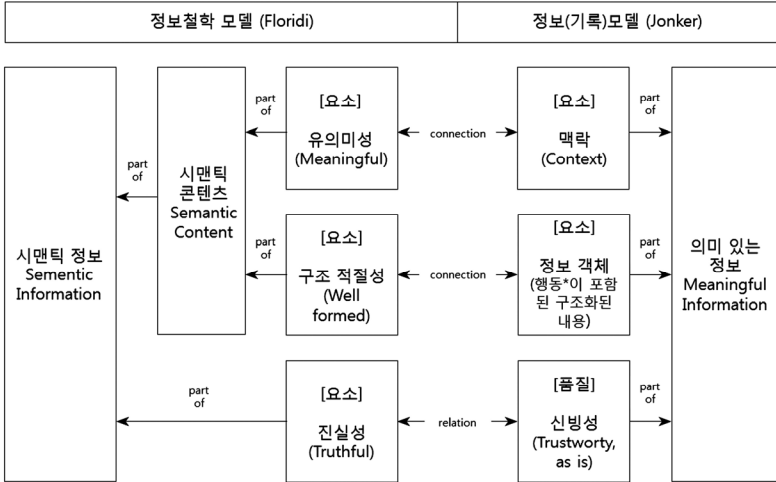 정보철학 모델 (Floridi)
정보(기록)모델 (Jonker)
시맨틱 정보
Sementic
Information
part
of
시맨틱
콘텐츠
Semantic
Content
part
of
[요소]
유의미성
(Meaningful)
connection
[요소]
맥락
(Context)
part
of
part
of
[요소]
구조 적절성
(Well
formed)
connection
[요소]
정보 객체
(행동*이 포함
된 구조화된
내용)
part
of
의미 있는
정보
Meaningful
Information
part
of
[요소]
진실성
(Truthful)
relation
[품질]
신빙성
(Trustworty,
as is)
part
of